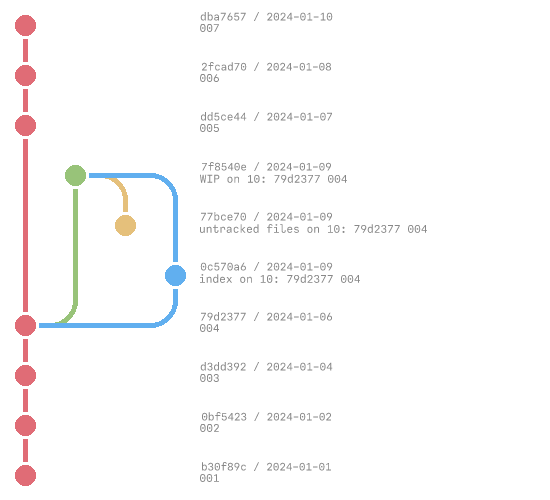 dba7657 / 2024-01-10
007
2fcad70 / 2024-01-08
006
dd5ce44 / 2024-01-07
005
7f8540e / 2024-01-09
WIP on 10: 79d2377 004
77bce70 / 2024-01-09
untracked files on 10: 79d2377 004
0c570a6 / 2024-01-09
index on 10: 79d2377 004
79d2377 / 2024-01-06
004
d3dd392 / 2024-01-04
003
0bf5423 / 2024-01-02
002
b30f89c / 2024-01-01
001